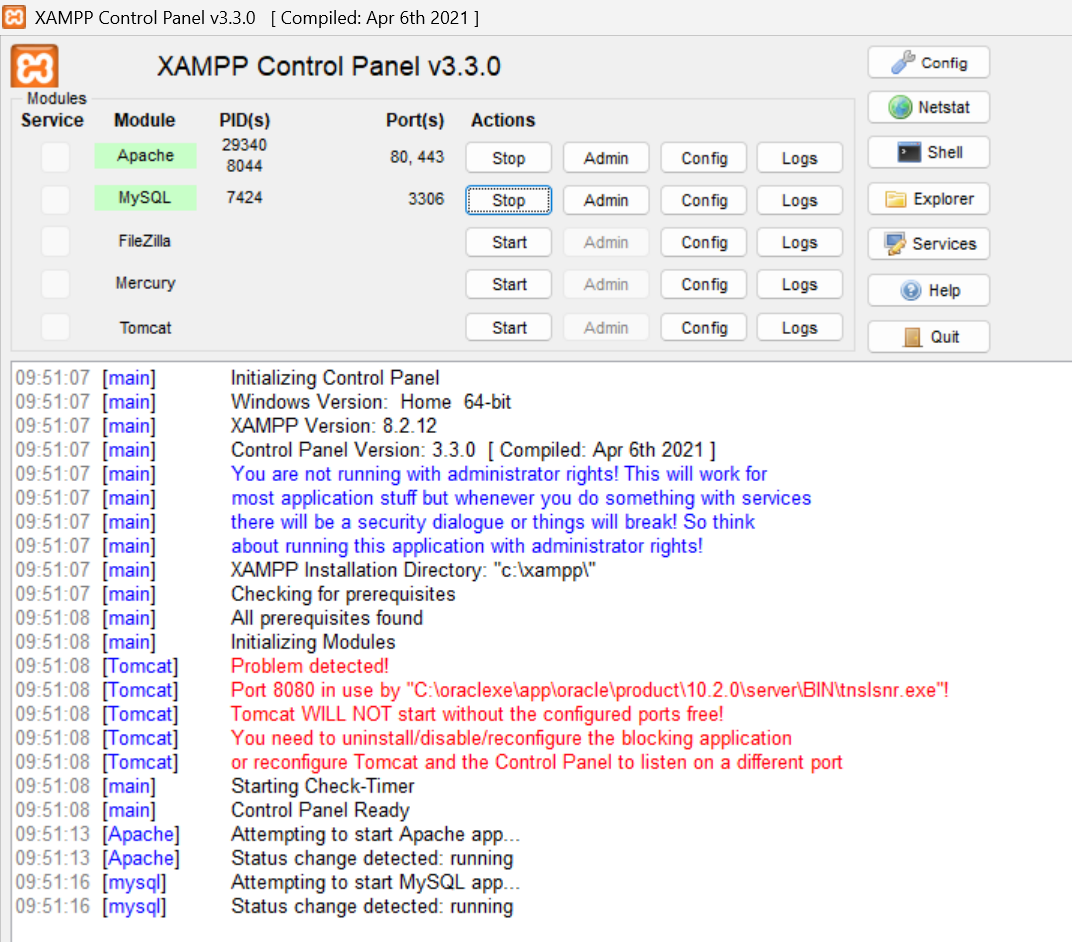 XAMPP Control Panel v3.3.0 [ Compiled: Apr 6th 2021 ]
XAMPP Control Panel v3.3.0
Config
Modules
Service Module PID(s) Port(s) Actions
Netstat
Apache 29340 8044 80, 443 Stop Admin Config Logs
Shell
MySQL 7424 3306 Stop Admin Config Logs
Explorer
FileZilla Start Admin Config Logs
Services
Mercury Start Admin Config Logs
Help
Tomcat Start Admin Config Logs
Quit
09:51:07 [main] Initializing Control Panel
09:51:07 [main] Windows Version: Home 64-bit
09:51:07 [main] XAMPP Version: 8.2.12
09:51:07 [main] Control Panel Version: 3.3.0 [ Compiled: Apr 6th 2021 ]
09:51:07 [main] You are not running with administrator rights! This will work for
09:51:07 [main] most application stuff but whenever you do something with services
09:51:07 [main] there will be a security dialogue or things will break! So think
09:51:07 [main] about running this application with administrator rights!
09:51:07 [main] XAMPP Installation Directory: "c:\xampp\"
09:51:07 [main] Checking for prerequisites
09:51:08 [main] All prerequisites found
09:51:08 [main] Initializing Modules
09:51:08 [Tomcat] Problem detected!
09:51:08 [Tomcat] Port 8080 in use by "C:\oraclexe\app\oracle\product\10.2.0\server\BIN\tnslsnr.exe"!
09:51:08 [Tomcat] Tomcat WILL NOT start without the configured ports free!
09:51:08 [Tomcat] You need to uninstall/disable/reconfigure the blocking application
09:51:08 [Tomcat] or reconfigure Tomcat and the Control Panel to listen on a different port
09:51:08 [main] Starting Check-Timer
09:51:08 [main] Control Panel Ready
09:51:13 [Apache] Attempting to start Apache app...
09:51:13 [Apache] Status change detected: running
09:51:16 [mysql] Attempting to start MySQL app...
09:51:16 [mysql] Status change detected: running